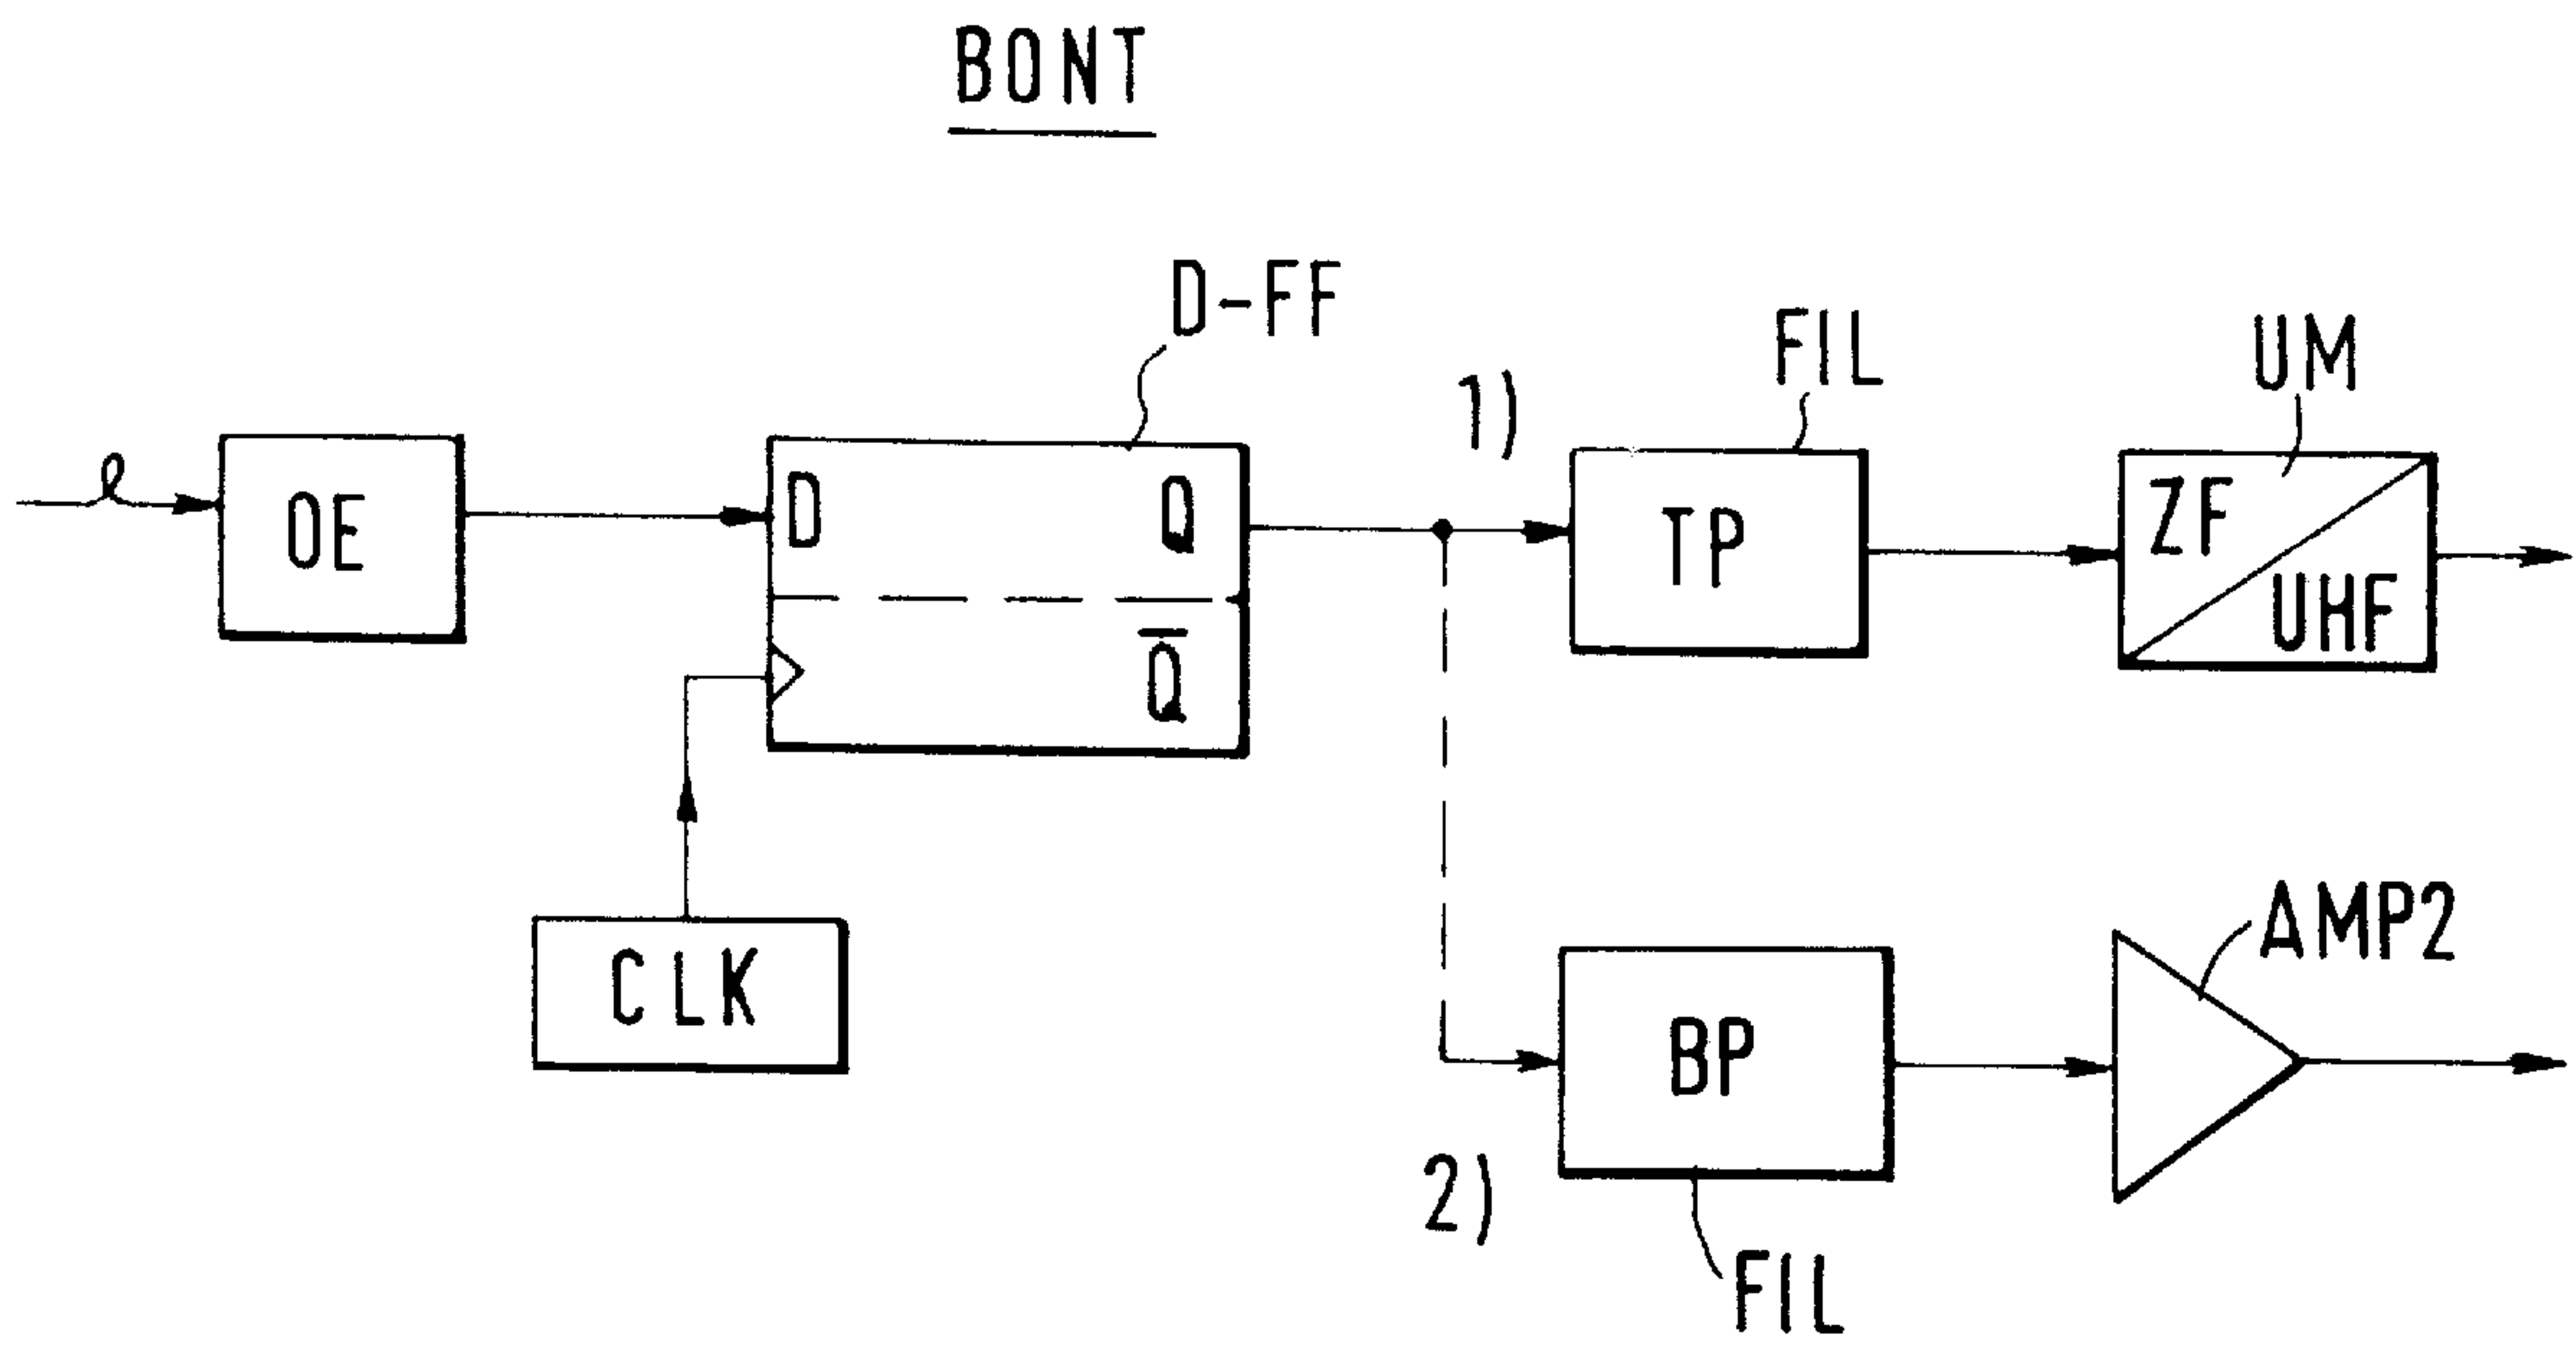 BONT
D-FF
FIL
UM
1)
OE
D
Q
TP
ZF
UHF
Q̅
CLK
AMP2
BP
2)
FIL